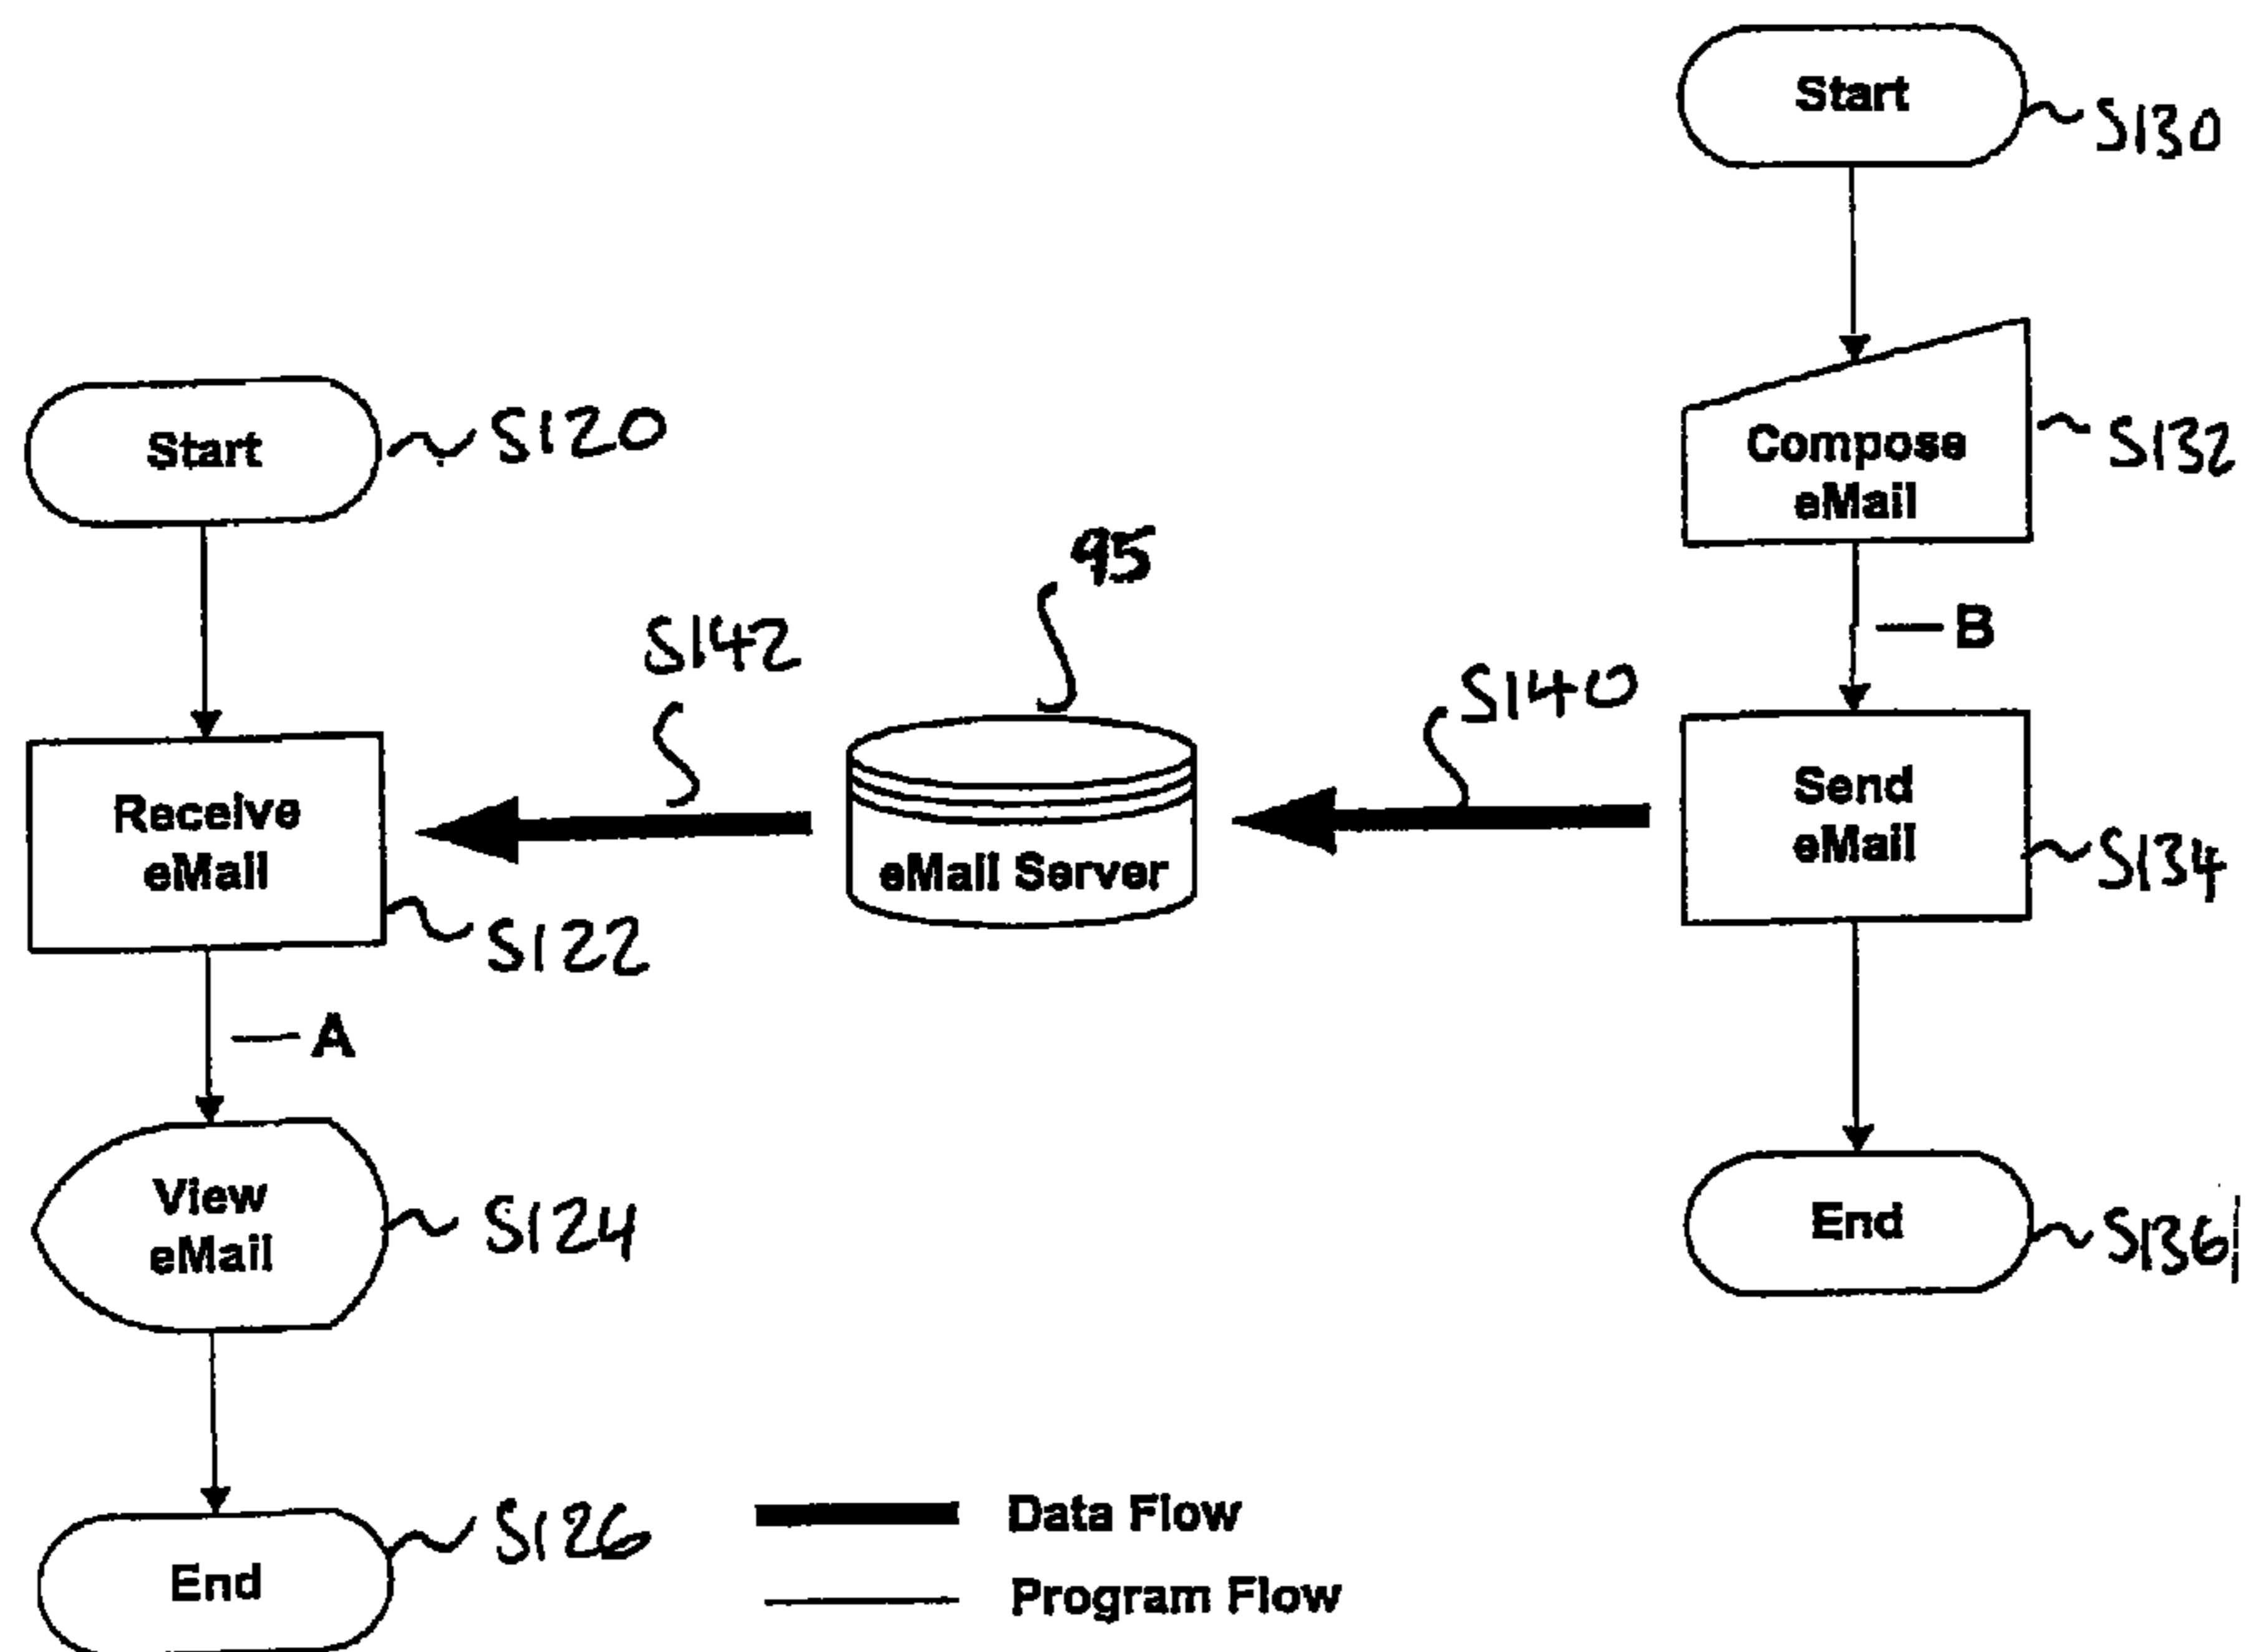 Start
S130
Compose
eMail
S132
B
Send
eMail
S134
End
S136
S140
95
eMail Server
S142
Start
S120
Receive
eMail
S122
A
View
eMail
S124
End
S126
Data Flow
Program Flow